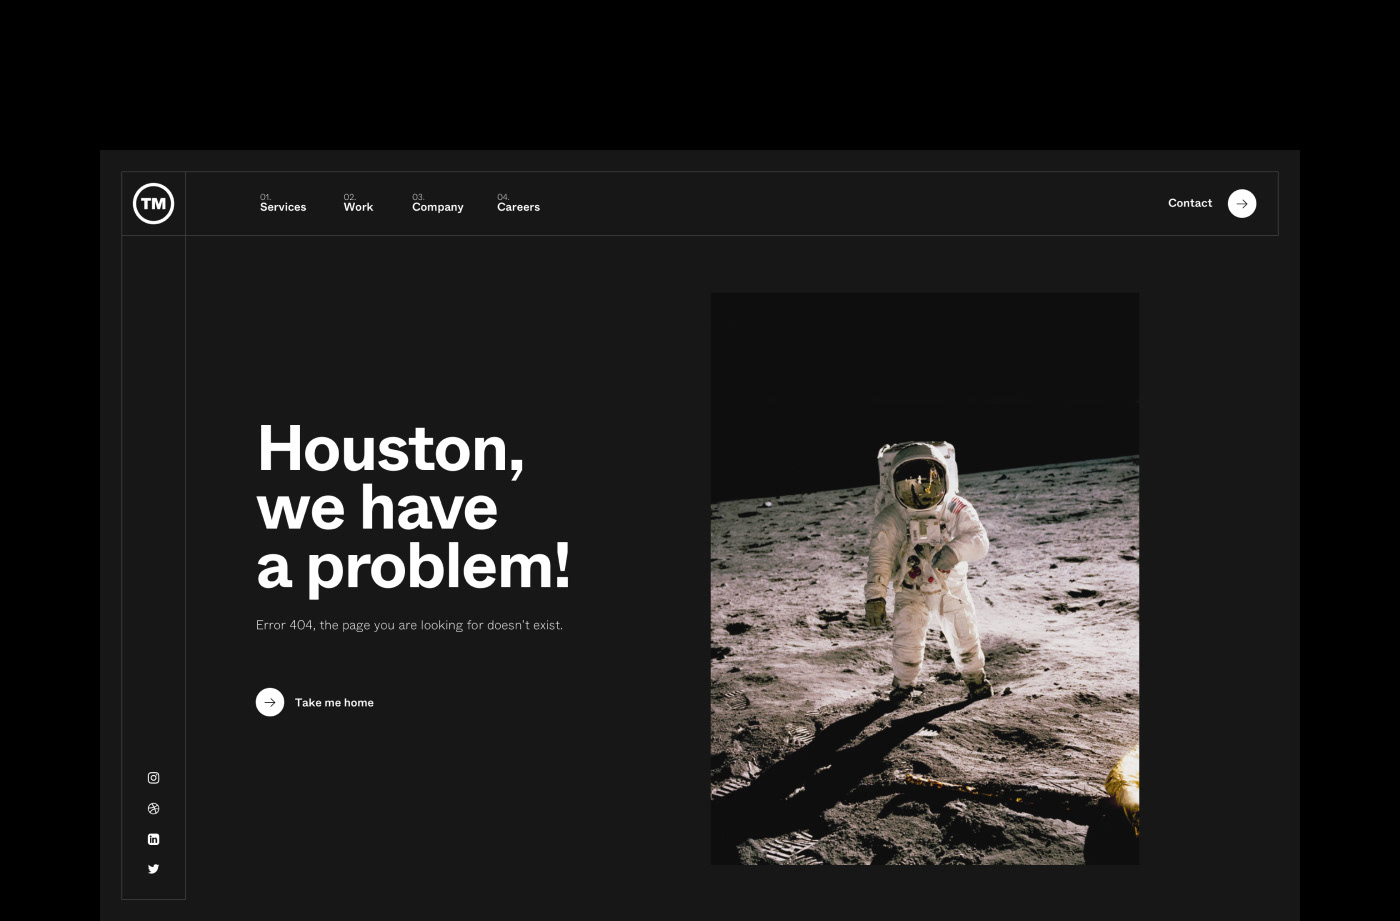 TM
01.
Services
02.
Work
03.
Company
04.
Careers
Contact
Houston,
we have
a problem!
Error 404, the page you are looking for doesn't exist.
Take me home
in